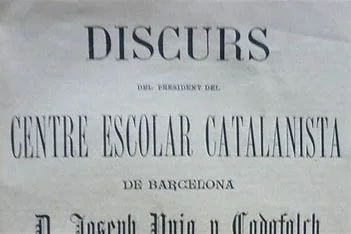 DISCURS
DEL PRESIDENT DEL
CENTRE ESCOLAR CATALANISTA
DE BARCELONA
D. Joseph Puig y Cadafalch